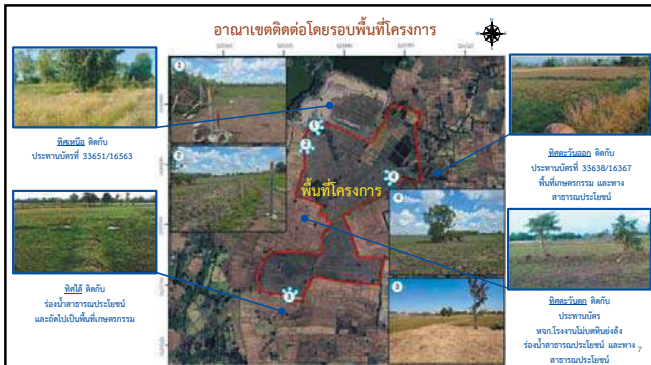 อาณาเขตติดต่อโดยรอบพื้นที่โครงการ
ทิศเหนือ ติดกับ
ประทานบัตรที่ 33651/16563
ทิศตะวันออก ติดกับ
ประทานบัตรที่ 33638/16367
พื้นที่เกษตรกรรม และทาง
สาธารณประโยชน์
พื้นที่โครงการ
ทิศใต้ ติดกับ
ร่องน้ำสาธารณประโยชน์
และถัดไปเป็นพื้นที่เกษตรกรรม
ทิศตะวันตก ติดกับ
ประทานบัตร
หจก.โรงงานโม่บดหินย่งล้ง
ร่องน้ำสาธารณประโยชน์ และทาง
สาธารณประโยชน์
7
1
2
4
3
1
2
4
3